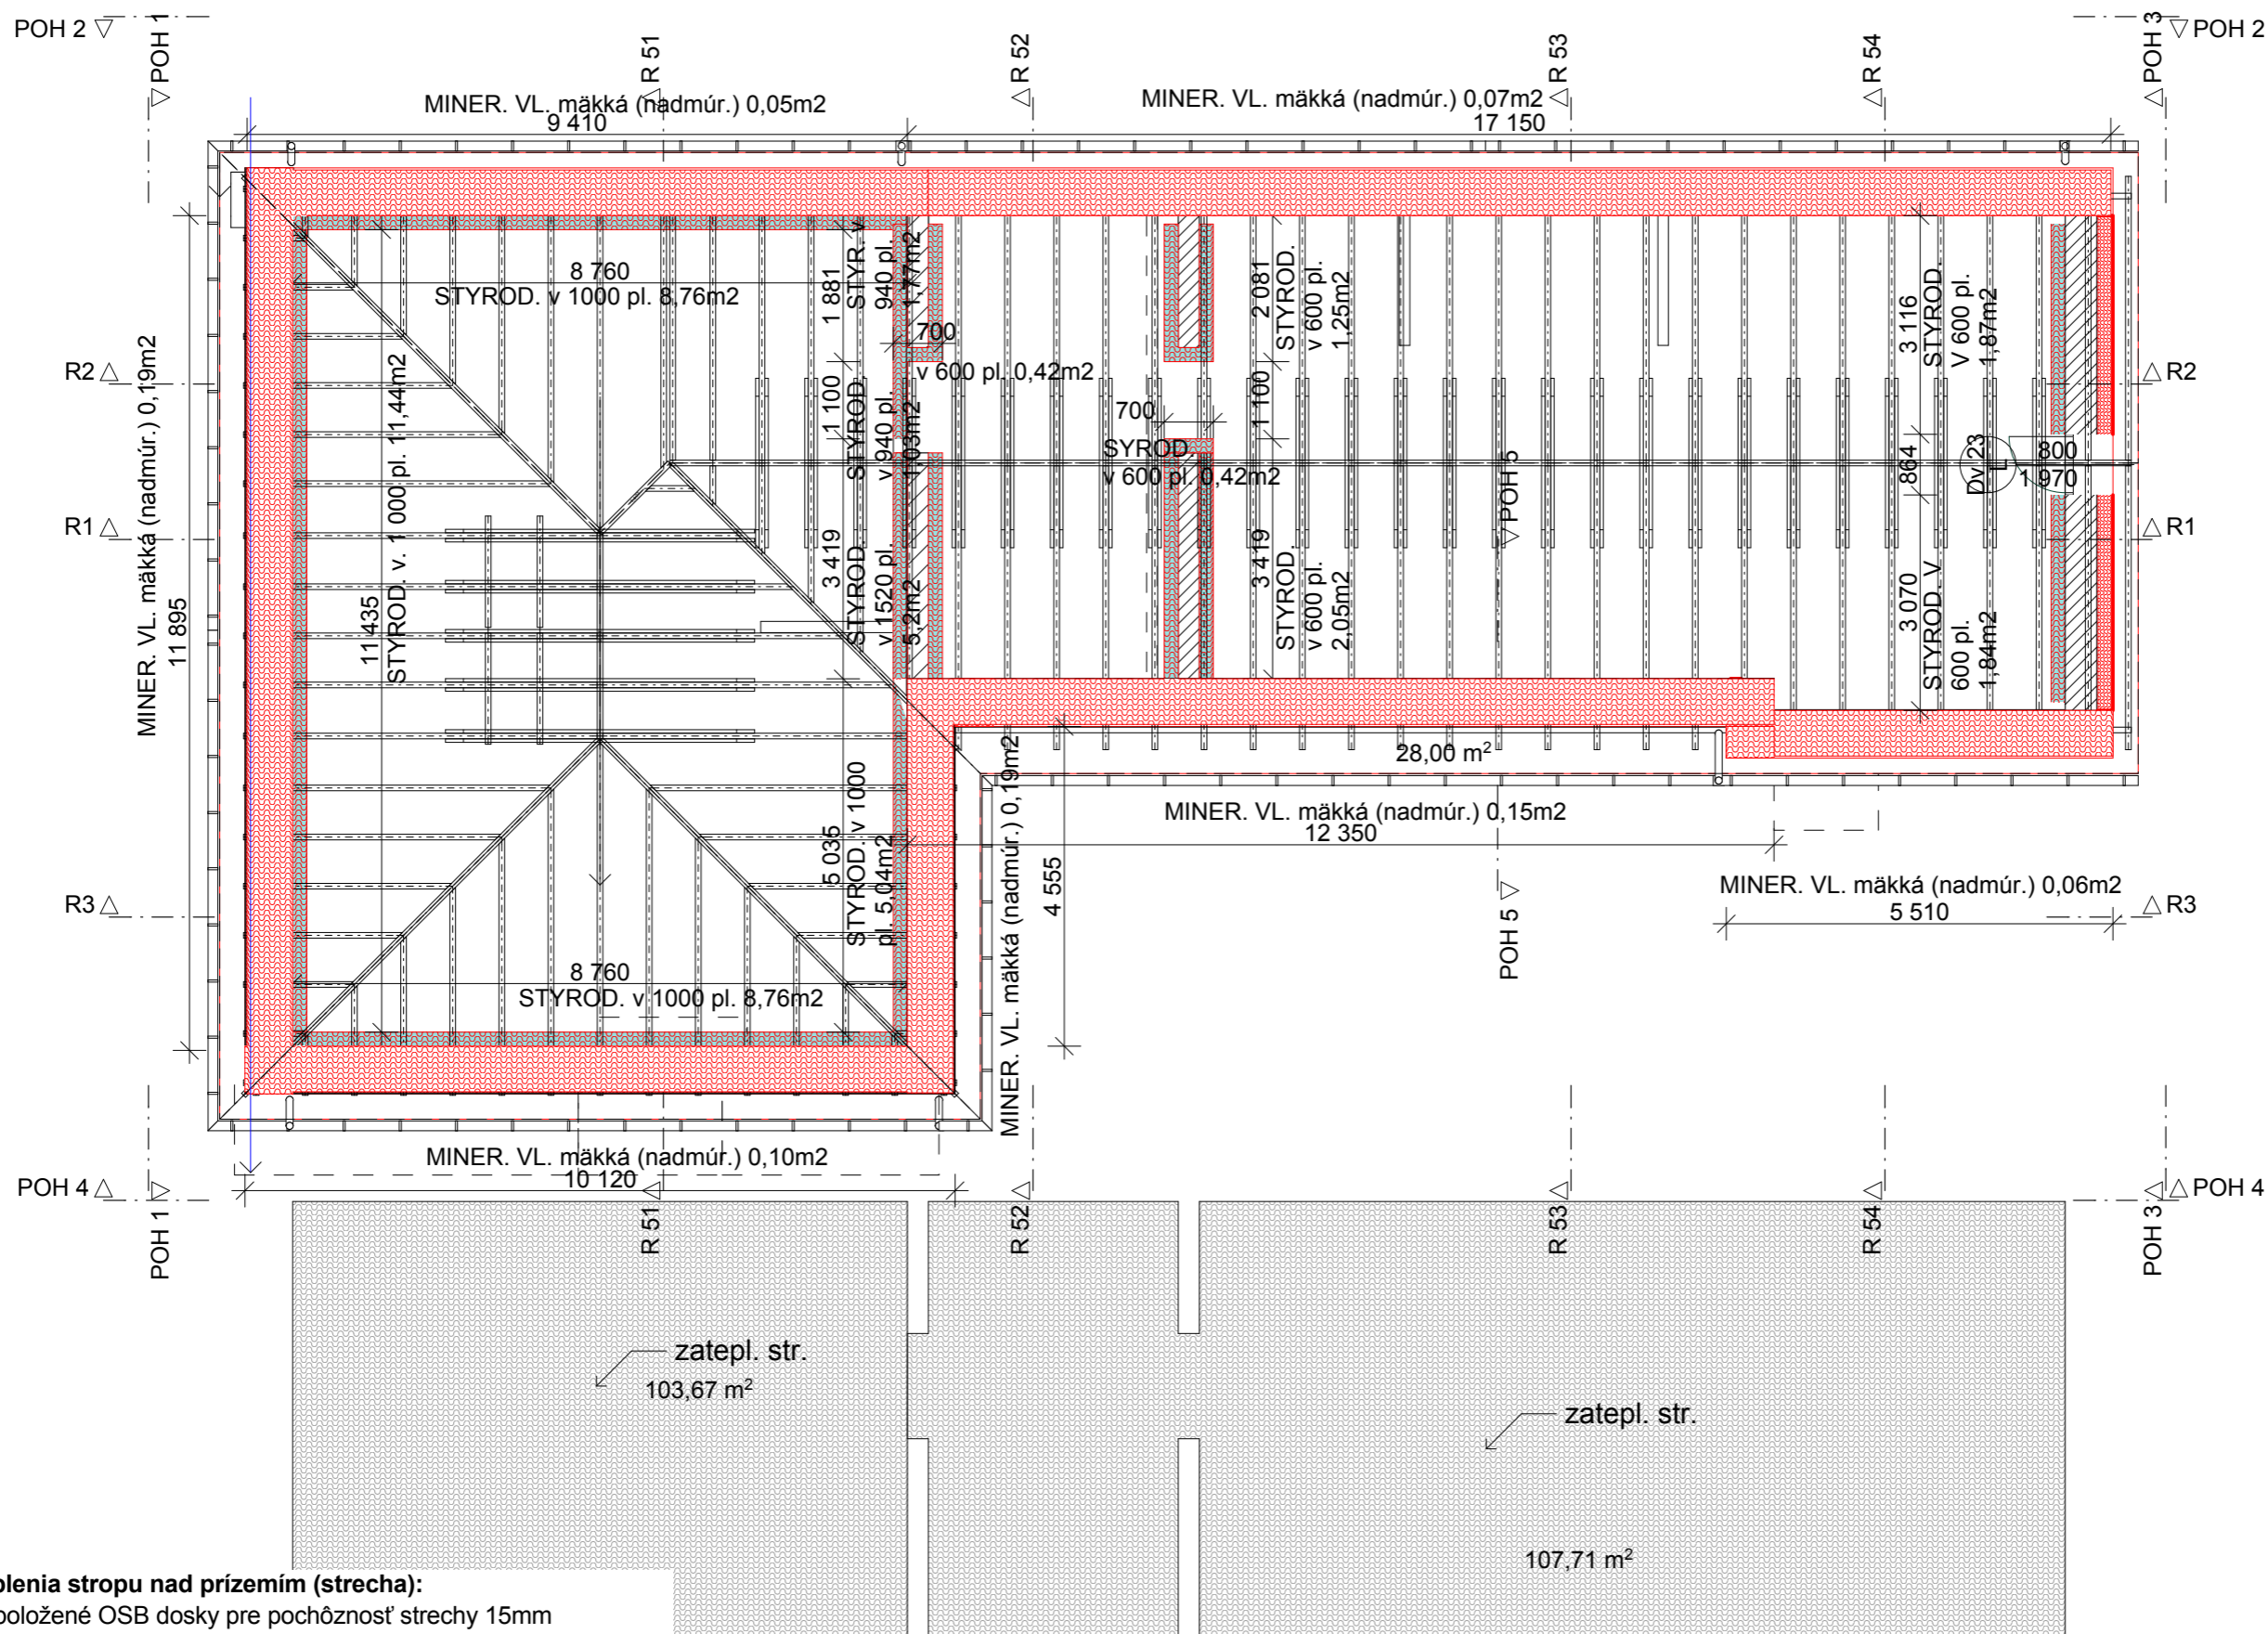 POH 2
POH 1
R 51
R 52
R 53
R 54
POH 3
POH 2
MINER. VL. mäkká (nadmúr.) 0,05m2
9 410
MINER. VL. mäkká (nadmúr.) 0,07m2
17 150
MINER. VL. mäkká (nadmúr.) 0,19m2
11 895
R2
R1
R3
8 760
STYROD. v 1000 pl. 8,76m2
11 435
STYROD. v. 1 000 pl. 11,44m2
1 881
STYR. v
940 pl.
1,77m2
700
v 600 pl. 0,42m2
1 100
STYROD.
v 940 pl.
1,03m2
3 419
STYROD.
v 1520 pl.
5,2m2
5 035
STYROD. v 1000
pl. 5,04m2
8 760
STYROD. v 1000 pl. 8,76m2
2 081
STYROD.
v 600 pl.
1,25m2
1 100
700
SYROD.
v 600 pl. 0,42m2
3 419
STYROD.
v 600 pl.
2,05m2
POH 5
3 116
STYROD.
V 600 pl.
1,87m2
864
Dv 23
L
800
1 970
3 070
STYROD. V
600 pl.
1,84m2
R2
R1
R3
28,00 m²
MINER. VL. mäkká (nadmúr.) 0,15m2
12 350
MINER. VL. mäkká (nadmúr.) 0,19m2
4 555
MINER. VL. mäkká (nadmúr.) 0,06m2
5 510
POH 5
MINER. VL. mäkká (nadmúr.) 0,10m2
10 120
POH 4
POH 1
R 51
R 52
R 53
R 54
POH 3
POH 4
zatepl. str.
103,67 m²
zatepl. str.
107,71 m²
plenia stropu nad prízemím (strecha):
položené OSB dosky pre pochôznosť strechy 15mm